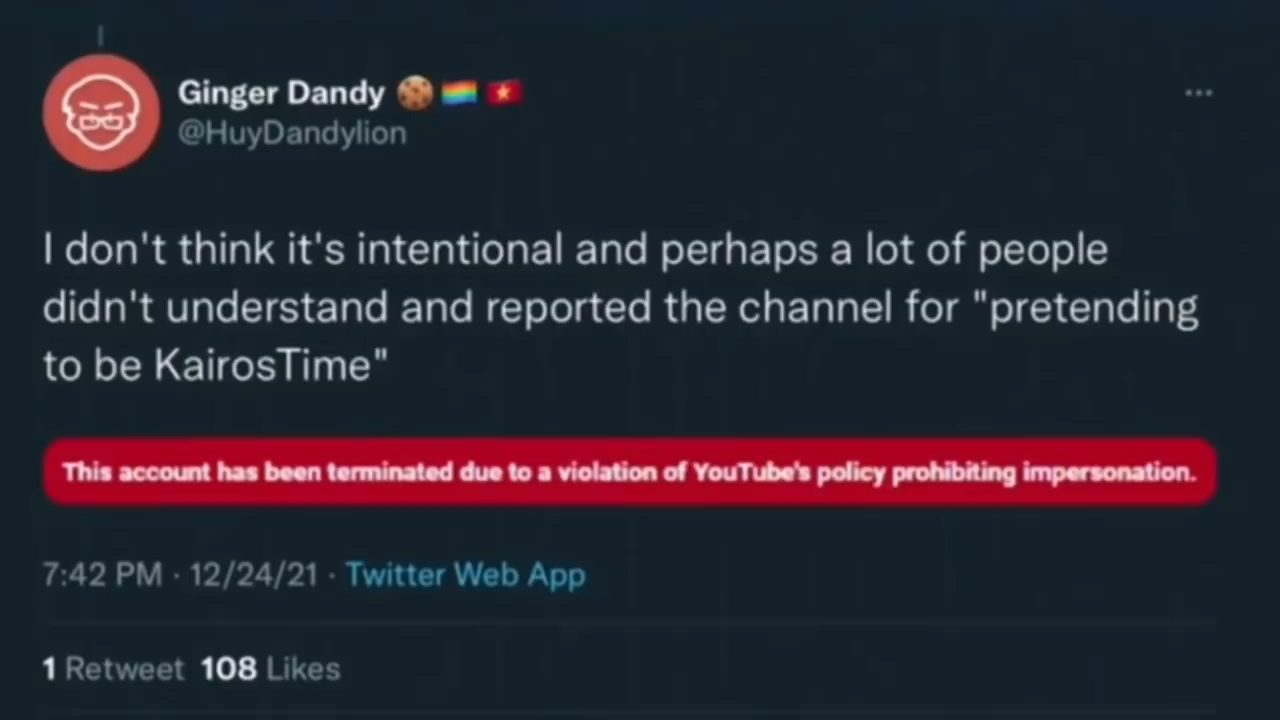 Ginger Dandy 🍪🏳️‍🌈🇻🇳
@HuyDandylion
I don't think it's intentional and perhaps a lot of people
didn't understand and reported the channel for "pretending
to be KairosTime"
This account has been terminated due to a violation of YouTube's policy prohibiting impersonation.
7:42 PM · 12/24/21 · Twitter Web App
1 Retweet 108 Likes